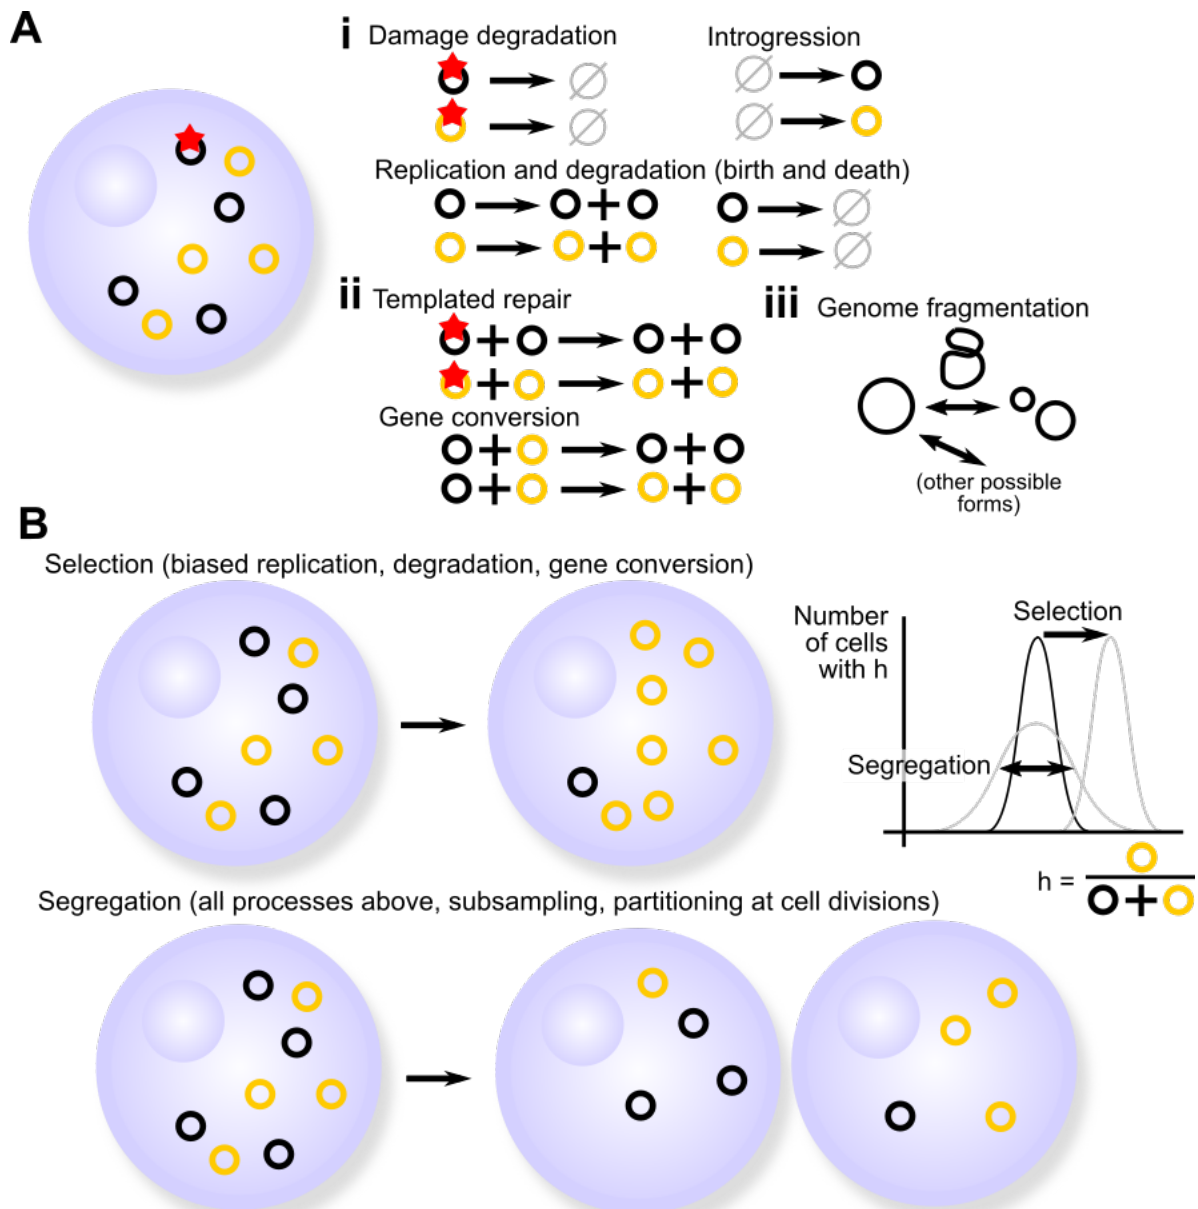 A
i
Damage degradation
Introgression
Replication and degradation (birth and death)
ii
Templated repair
iii
Genome fragmentation
Gene conversion
(other possible
forms)
B
Selection (biased replication, degradation, gene conversion)
Number
of cells
with h
Selection
Segregation
h =
Segregation (all processes above, subsampling, partitioning at cell divisions)